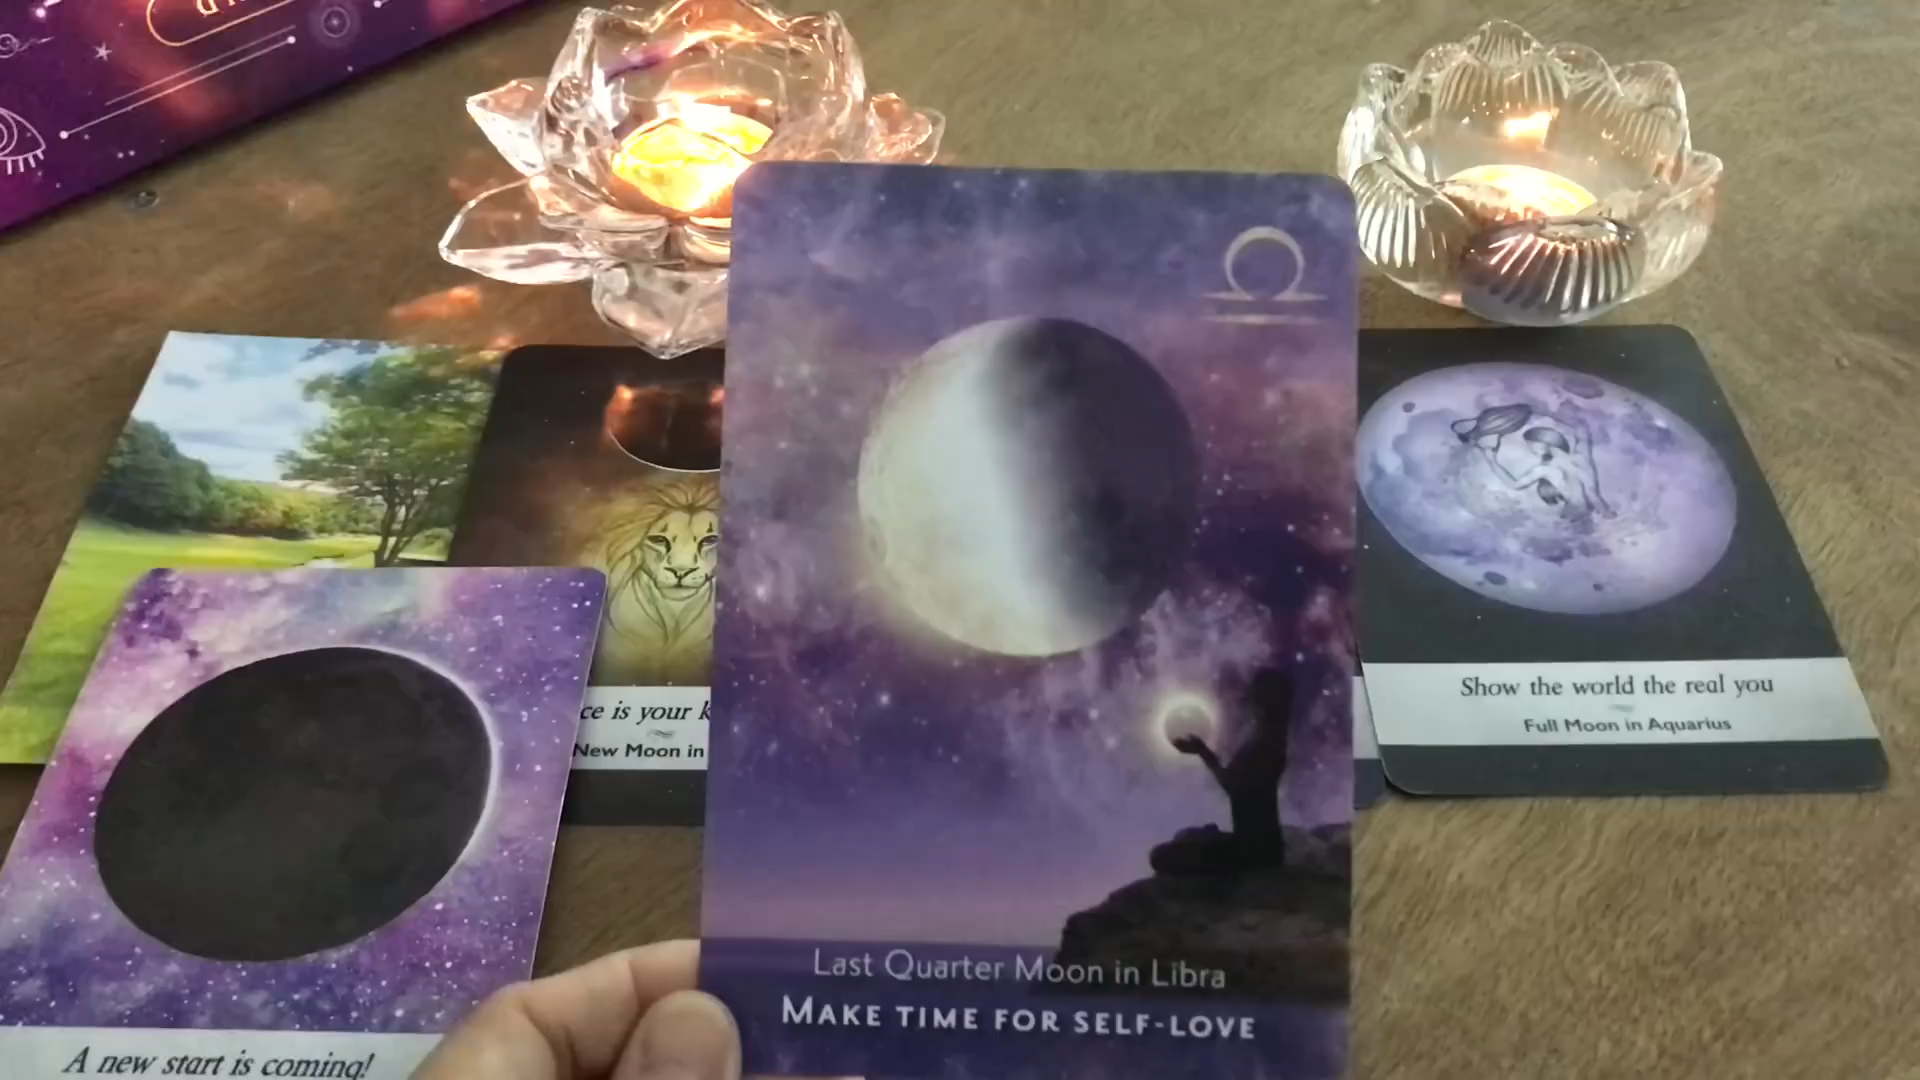 ce is your k
New Moon in
Show the world the real you
Full Moon in Aquarius
Last Quarter Moon in Libra
MAKE TIME FOR SELF-LOVE
A new start is coming!